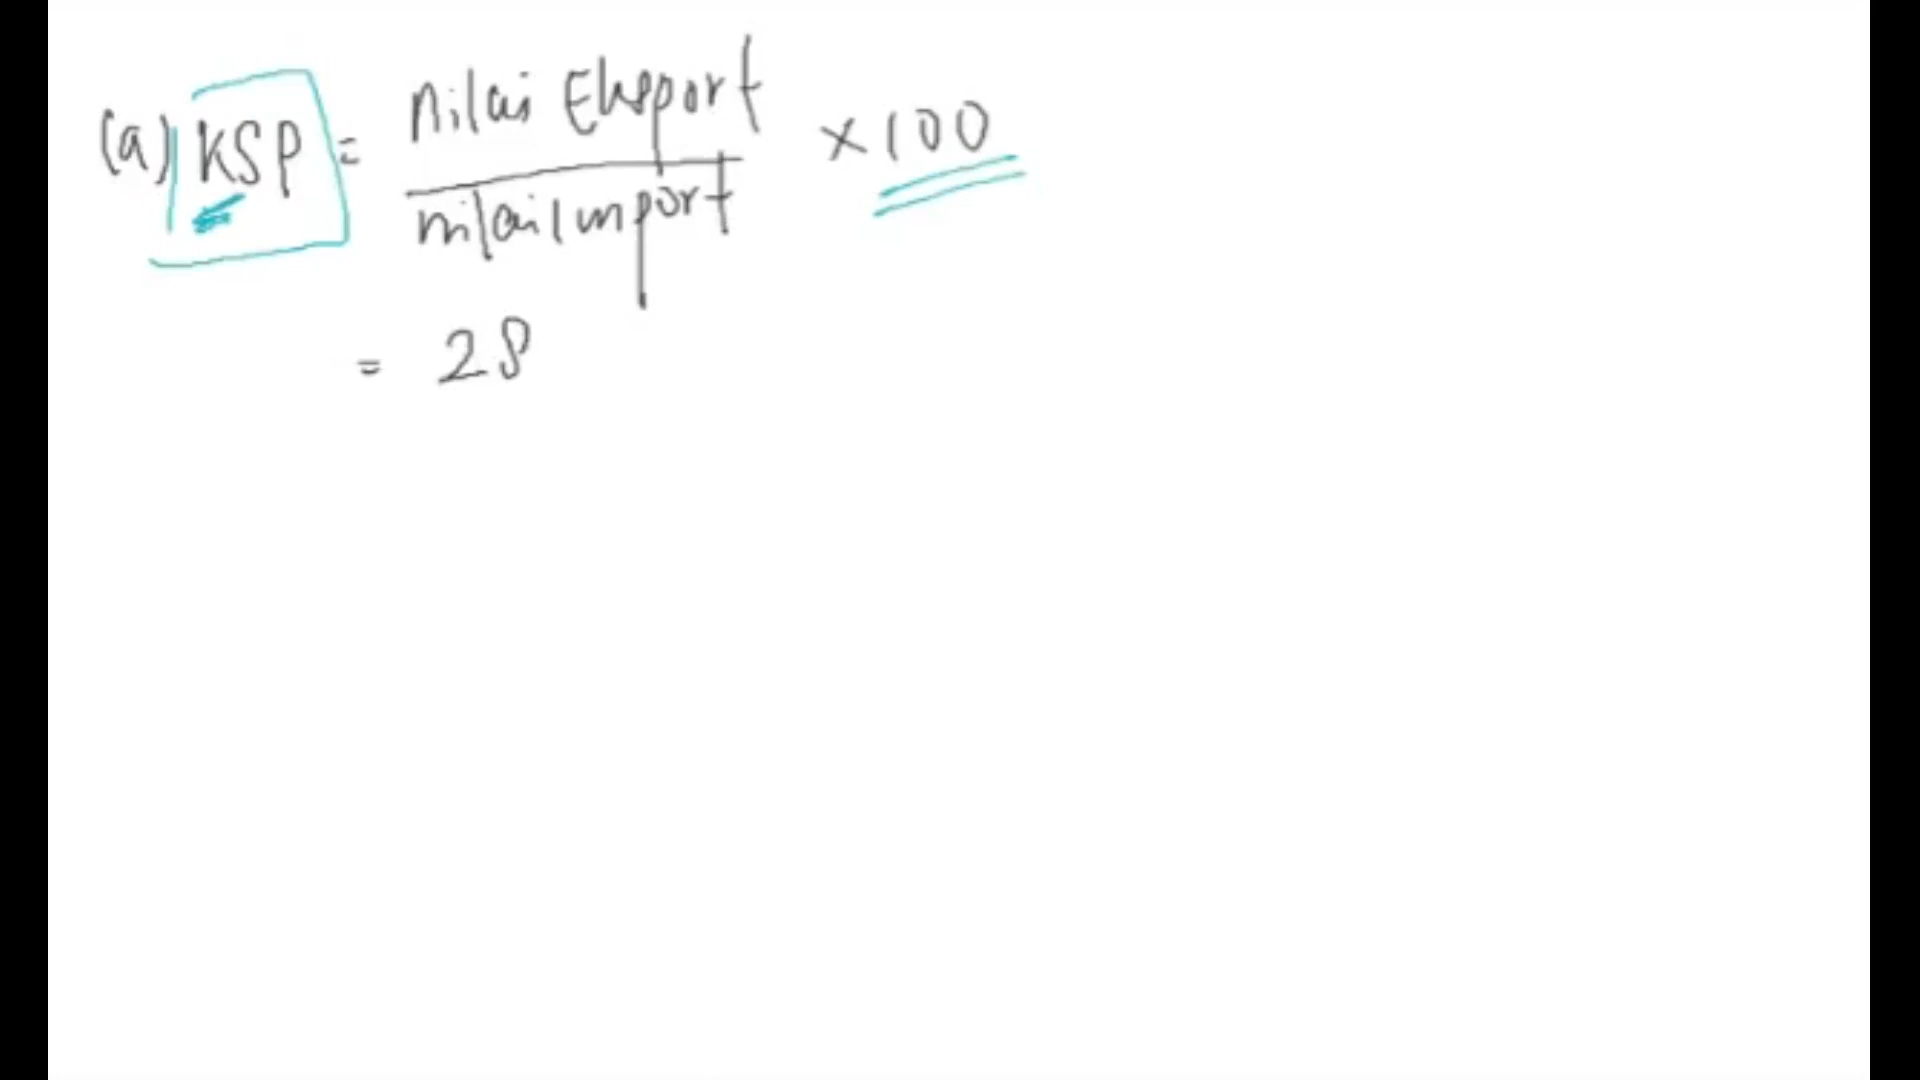 (a) KSP = Nilai Eksport × 100
nilai Import
= 28